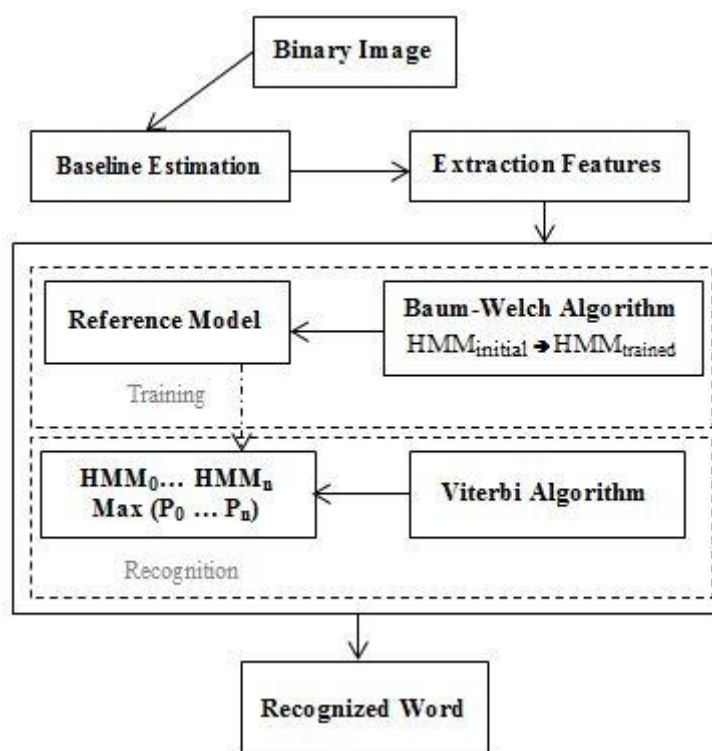 Binary Image
Baseline Estimation
Extraction Features
Reference Model
Baum-Welch Algorithm
HMMinitial ➔ HMMtrained
Training
HMM₀… HMMₙ
Max (P₀ … Pₙ)
Viterbi Algorithm
Recognition
Recognized Word